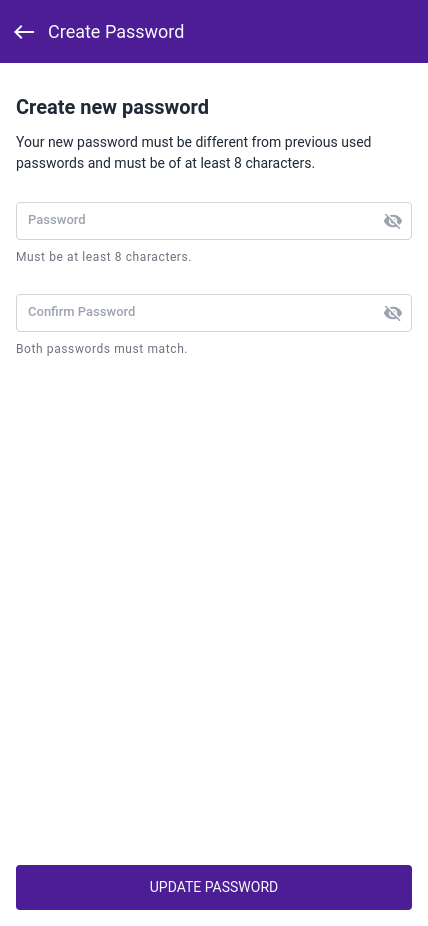 Create Password
Create new password
Your new password must be different from previous used
passwords and must be of at least 8 characters.
Password
Must be at least 8 characters.
Confirm Password
Both passwords must match.
UPDATE PASSWORD